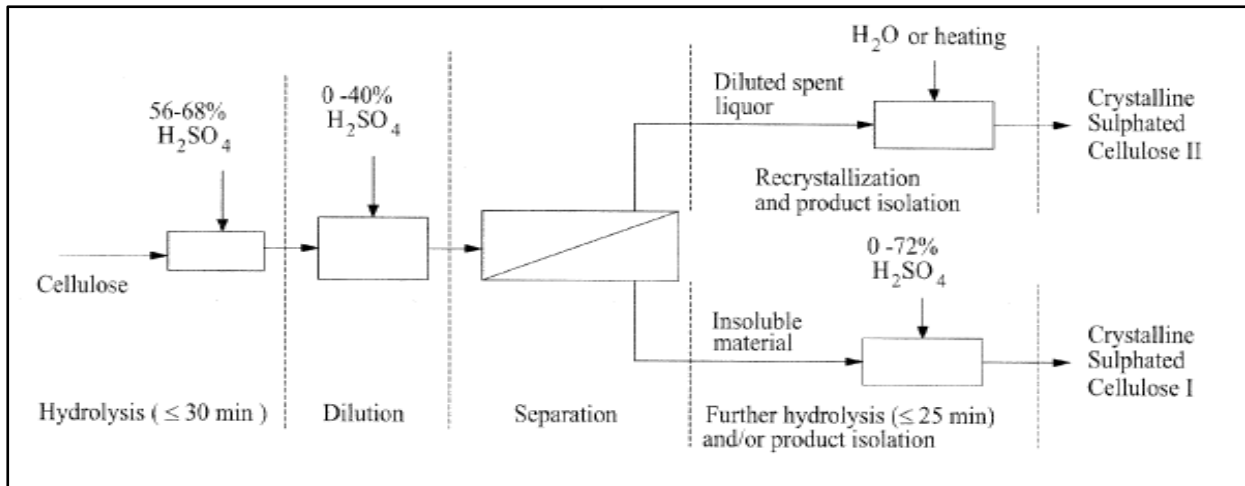 56-68%
H₂SO₄
Cellulose
Hydrolysis ( ≤ 30 min )
0 -40%
H₂SO₄
Dilution
Separation
H₂O or heating
Diluted spent
liquor
Recrystallization
and product isolation
Crystalline
Sulphated
Cellulose II
0 -72%
H₂SO₄
Insoluble
material
Further hydrolysis (≤ 25 min)
and/or product isolation
Crystalline
Sulphated
Cellulose I